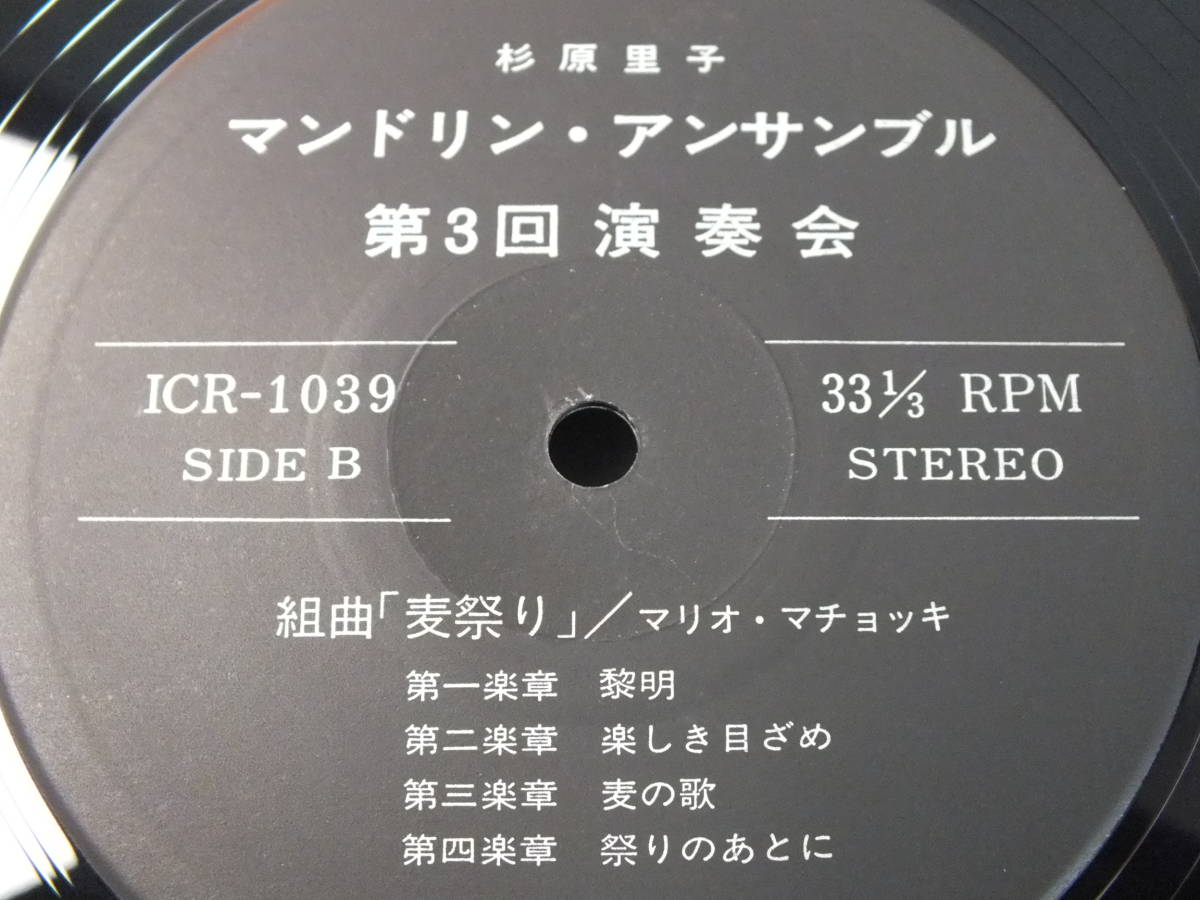 杉原里子
マンドリン・アンサンブル
第3回 演奏会
ICR-1039
SIDE B
33⅓ RPM
STEREO
組曲「麦祭り」／マリオ・マチョッキ
第一楽章　黎明
第二楽章　楽しき目ざめ
第三楽章　麦の歌
第四楽章　祭りのあとに